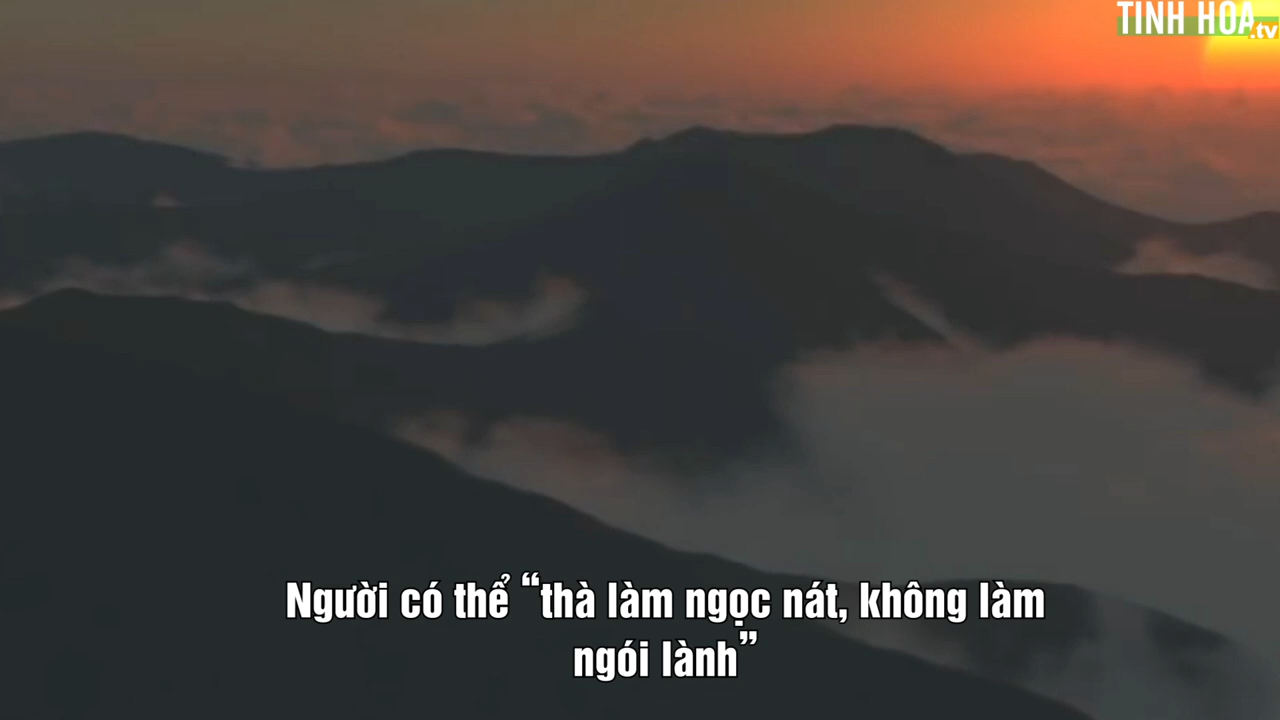 TINH HOA
.tv
Người có thể “thà làm ngọc nát, không làm
ngói lành”